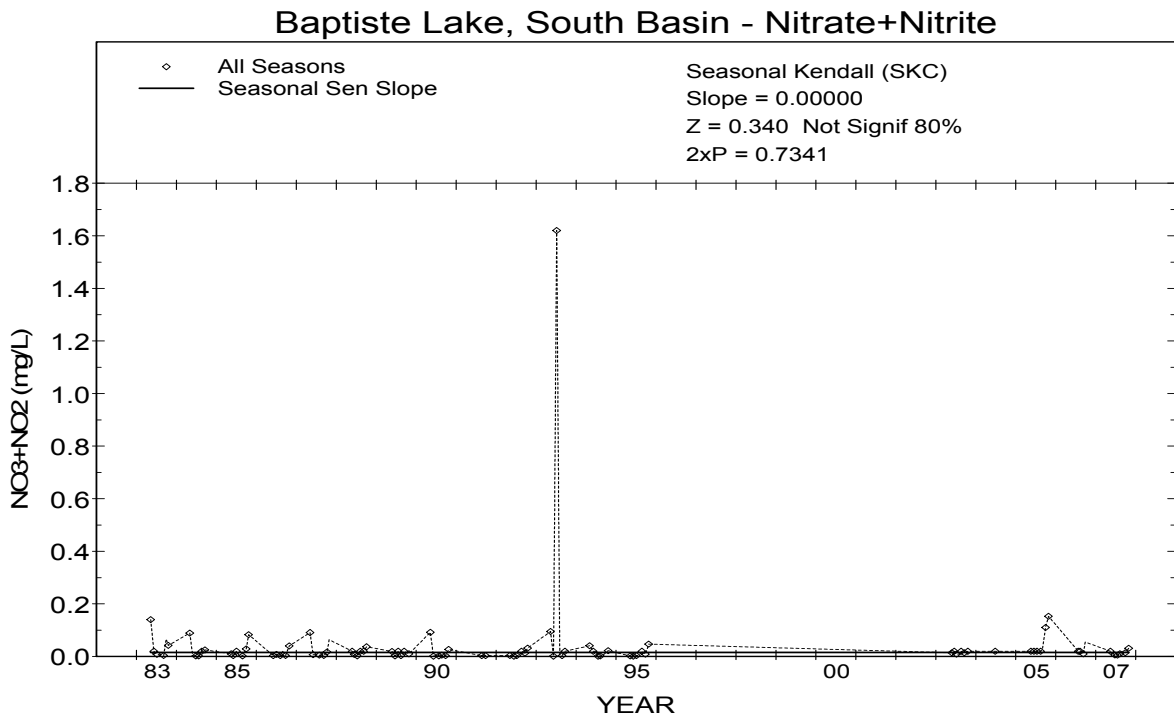 Baptiste Lake, South Basin - Nitrate+Nitrite
All Seasons
Seasonal Sen Slope
Seasonal Kendall (SKC)
Slope = 0.00000
Z = 0.340 Not Signif 80%
2xP = 0.7341
1.8
1.6
1.4
1.2
1.0
0.8
0.6
0.4
0.2
0.0
NO3+NO2 (mg/L)
83 85 90 95 00 05 07
YEAR